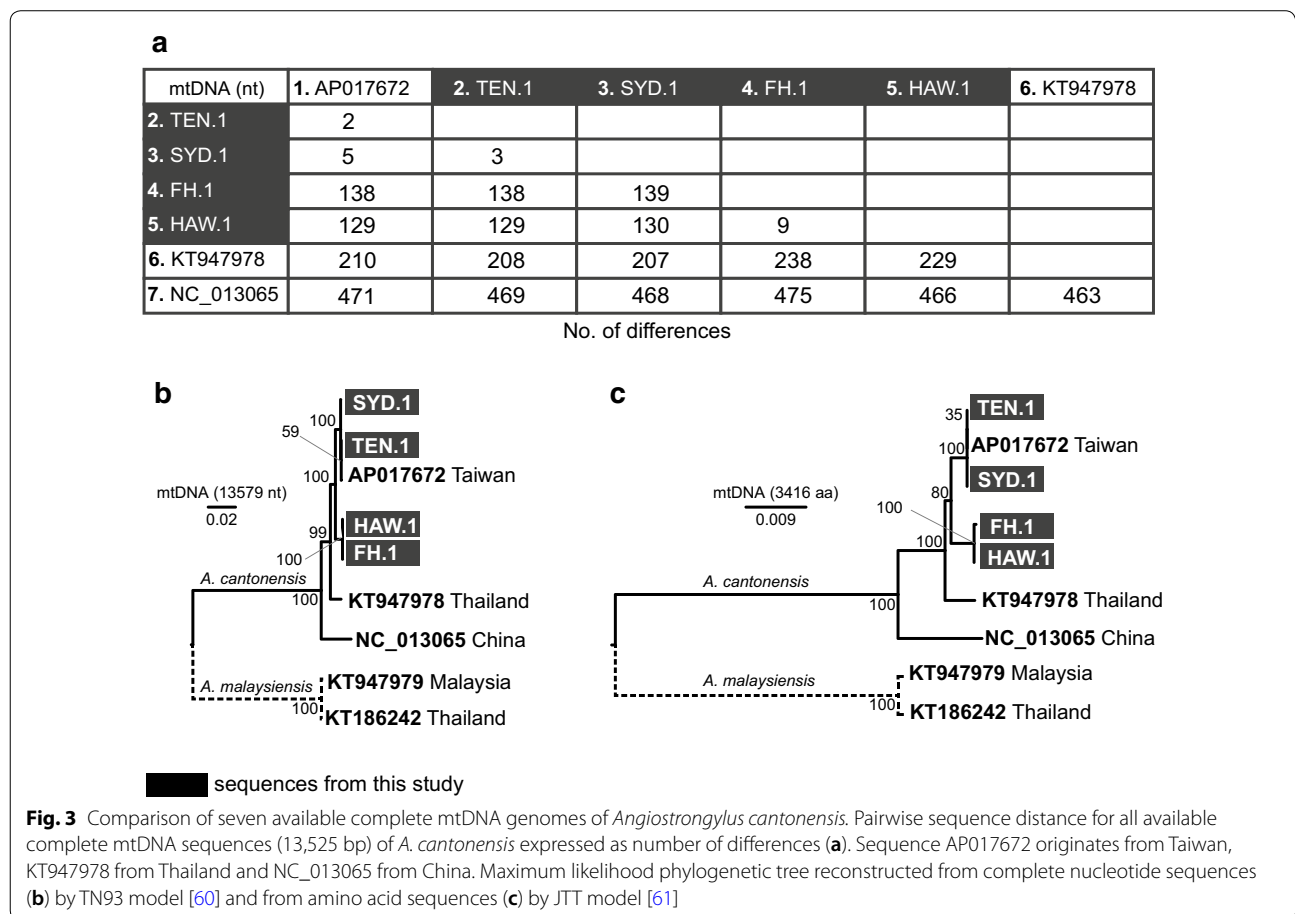 a
mtDNA (nt) 1. AP017672 2. TEN.1 3. SYD.1 4. FH.1 5. HAW.1 6. KT947978
2. TEN.1 2
3. SYD.1 5 3
4. FH.1 138 138 139
5. HAW.1 129 129 130 9
6. KT947978 210 208 207 238 229
7. NC_013065 471 469 468 475 466 463
No. of differences
b
SYD.1
100
59
TEN.1
AP017672 Taiwan
100
mtDNA (13579 nt)
0.02
HAW.1
99
FH.1
100
A. cantonensis
KT947978 Thailand
100
NC_013065 China
A. malaysiensis
KT947979 Malaysia
100
KT186242 Thailand
c
35
TEN.1
AP017672 Taiwan
100
SYD.1
mtDNA (3416 aa)
0.009
80
100
FH.1
100
HAW.1
A. cantonensis
KT947978 Thailand
100
NC_013065 China
KT947979 Malaysia
A. malaysiensis
100
KT186242 Thailand
sequences from this study
Fig. 3 Comparison of seven available complete mtDNA genomes of Angiostrongylus cantonensis. Pairwise sequence distance for all available
complete mtDNA sequences (13,525 bp) of A. cantonensis expressed as number of differences (a). Sequence AP017672 originates from Taiwan,
KT947978 from Thailand and NC_013065 from China. Maximum likelihood phylogenetic tree reconstructed from complete nucleotide sequences
(b) by TN93 model [60] and from amino acid sequences (c) by JTT model [61]